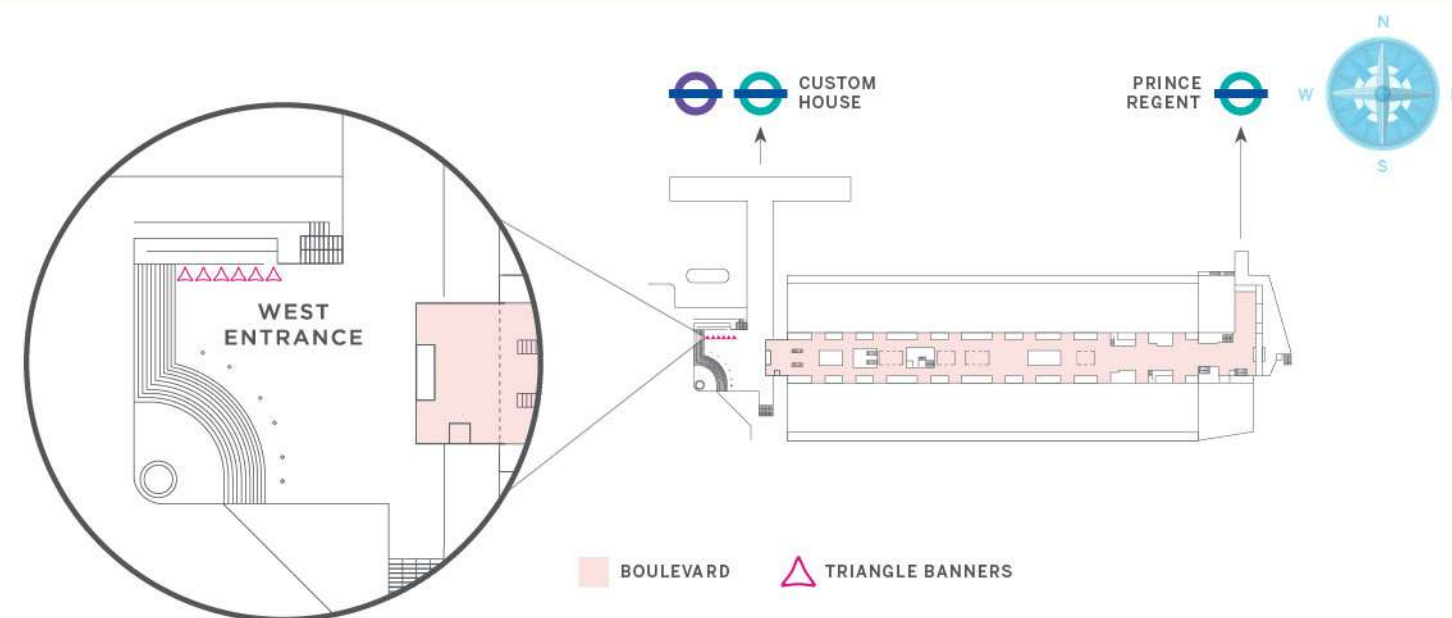 N
W
S
CUSTOM
HOUSE
PRINCE
REGENT
WEST
ENTRANCE
BOULEVARD
TRIANGLE BANNERS